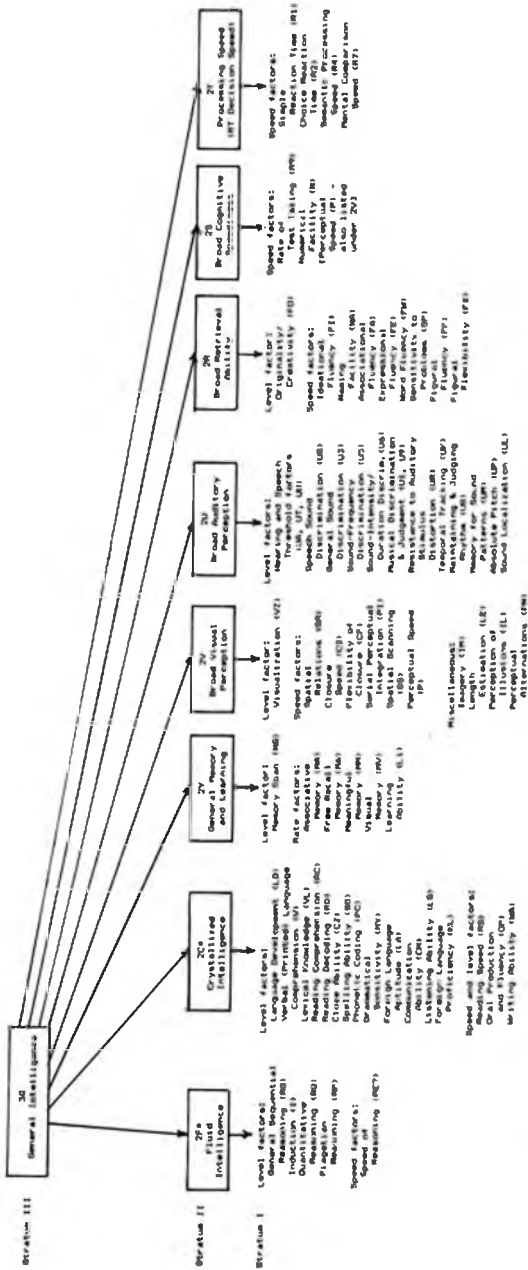 Stratum III
3G
General Intelligence
Stratum II
2F*
Fluid
Intelligence
2C*
Crystallized
Intelligence
2Y
General Memory
and Learning
2V
Broad Visual
Perception
2U
Broad Auditory
Perception
2R
Broad Retrieval
Ability
2S
Broad Cognitive
Speediness
2T
Processing Speed
(RT Decision Speed)
Stratum I
Level factors:
General Sequential
Reasoning (RG)
Induction (I)
Quantitative
Reasoning (RQ)
Piagetian
Reasoning (RP)
Speed factors:
Speed of
Reasoning (RE?)
Level factors:
Language Development (LD)
Verbal (Printed) Language
Comprehension (V)
Lexical Knowledge (VL)
Reading Comprehension (RC)
Reading Decoding (RD)
Cloze Ability (CZ)
Spelling Ability (SG)
Phonetic Coding (PC)
Grammatical
Sensitivity (MY)
Foreign Language
Aptitude (LA)
Communication
Ability (CM)
Listening Ability (LS)
Foreign Language
Proficiency (KL)
Speed and level factors:
Reading Speed (RS)
Oral Production
and Fluency (OP)
Writing Ability (WA)
Level factor:
Memory Span (MS)
Rate factors:
Associative
Memory (MA)
Free Recall
Memory (M6)
Meaningful
Memory (MM)
Visual
Memory (MV)
Learning
Ability (L1)
Level factor:
Visualization (VZ)
Speed factors:
Spatial
Relations (SR)
Closure
Speed (CS)
Flexibility of
Closure (CF)
Serial Perceptual
Integration (PI)
Spatial Scanning
(SS)
Perceptual Speed
(P)
Miscellaneous:
Imagery (IM)
Length
Estimation (LE)
Perception of
Illusions (IL)
Perceptual
Alternations (PN)
Level factors:
Hearing and Speech
Threshold factors
(UA, UT, UU)
Speech Sound
Discrimination (US)
General Sound
Discrimination (U3)
Sound-Frequency
Discrimination (U5)
Sound-Intensity/
Duration Discrim. (U6)
Musical Discrimination
& Judgment (U1, U9)
Resistance to Auditory
Stimulus
Distortion (UR)
Temporal Tracking (UK)
Maintaining & Judging
Rhythm (U8)
Memory for Sound
Patterns (UM)
Absolute Pitch (UP)
Sound Localization (UL)
Level factor:
Originality/
Creativity (FO)
Speed factors:
Ideational
Fluency (FI)
Naming
Facility (NA)
Associational
Fluency (FA)
Expressional
Fluency (FE)
Word Fluency (FW)
Sensitivity to
Problems (SP)
Figural
Fluency (FF)
Figural
Flexibility (FX)
Speed factors:
Rate of
Test Taking (R9)
Numerical
Facility (N)
[Perceptual
Speed (P) -
also listed
under 2V]
Speed factors:
Simple
Reaction Time (R1)
Choice Reaction
Time (R2)
Semantic Processing
Speed (R4)
Mental Comparison
Speed (R7)